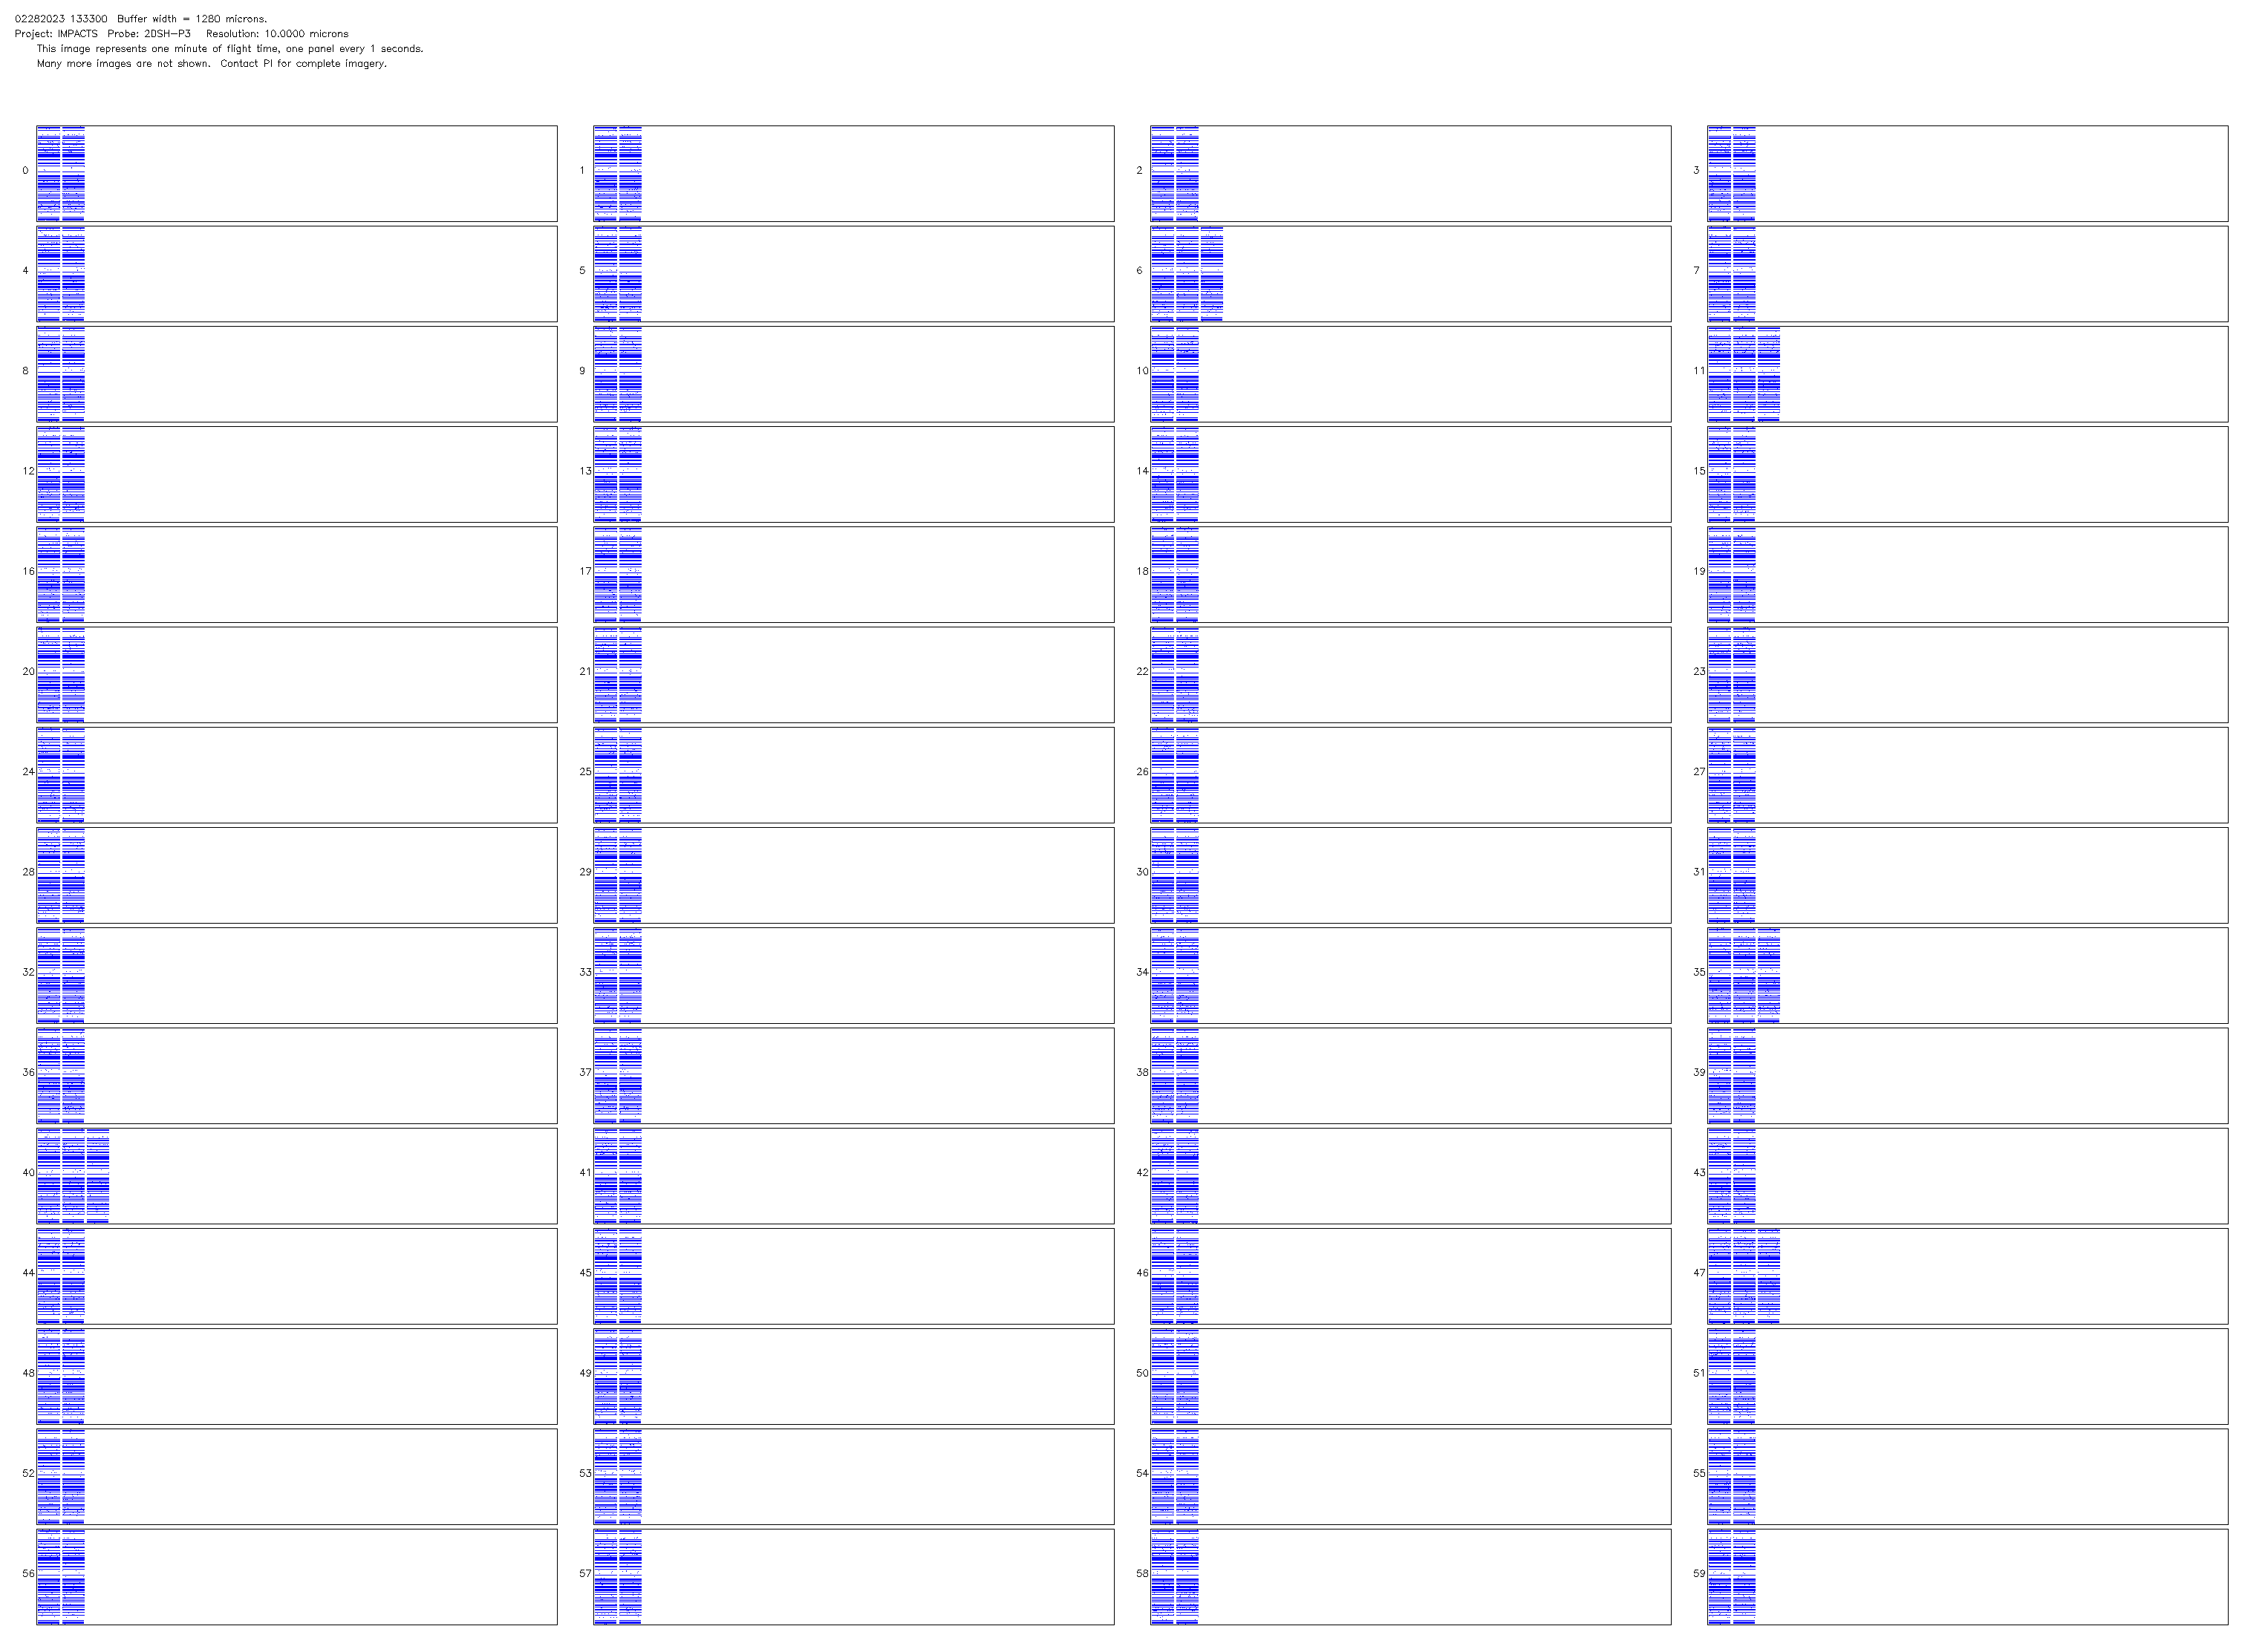 02282023 133300  Buffer width = 1280 microns.
Project: IMPACTS  Probe: 2DSH-P3   Resolution: 10.0000 microns
This image represents one minute of flight time, one panel every 1 seconds.
Many more images are not shown.  Contact PI for complete imagery.
0 1 2 3
4 5 6 7
8 9 10 11
12 13 14 15
16 17 18 19
20 21 22 23
24 25 26 27
28 29 30 31
32 33 34 35
36 37 38 39
40 41 42 43
44 45 46 47
48 49 50 51
52 53 54 55
56 57 58 59